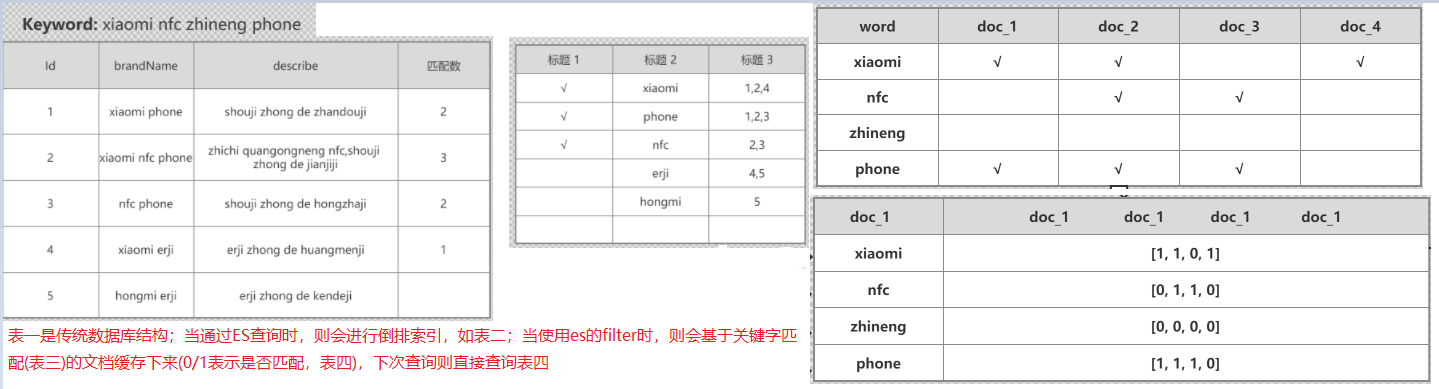 Keyword: xiaomi nfc zhineng phone
Id brandName describe 匹配数
1 xiaomi phone shouji zhong de zhandouji 2
2 xiaomi nfc phone zhichi quangongneng nfc,shouji zhong de jianjiji 3
3 nfc phone shouji zhong de hongzhaji 2
4 xiaomi erji erji zhong de huangmenji 1
5 hongmi erji erji zhong de kendeji
标题 1 标题 2 标题 3
√ xiaomi 1,2,4
√ phone 1,2,3
√ nfc 2,3
erji 4,5
hongmi 5
word doc_1 doc_2 doc_3 doc_4
xiaomi √ √ √
nfc √ √
zhineng
phone √ √ √
doc_1 doc_1 doc_1 doc_1 doc_1
xiaomi [1, 1, 0, 1]
nfc [0, 1, 1, 0]
zhineng [0, 0, 0, 0]
phone [1, 1, 1, 0]
表一是传统数据库结构；当通过ES查询时，则会进行倒排索引，如表二；当使用es的filter时，则会基于关键字匹
配(表三)的文档缓存下来(0/1表示是否匹配，表四)，下次查询则直接查询表四